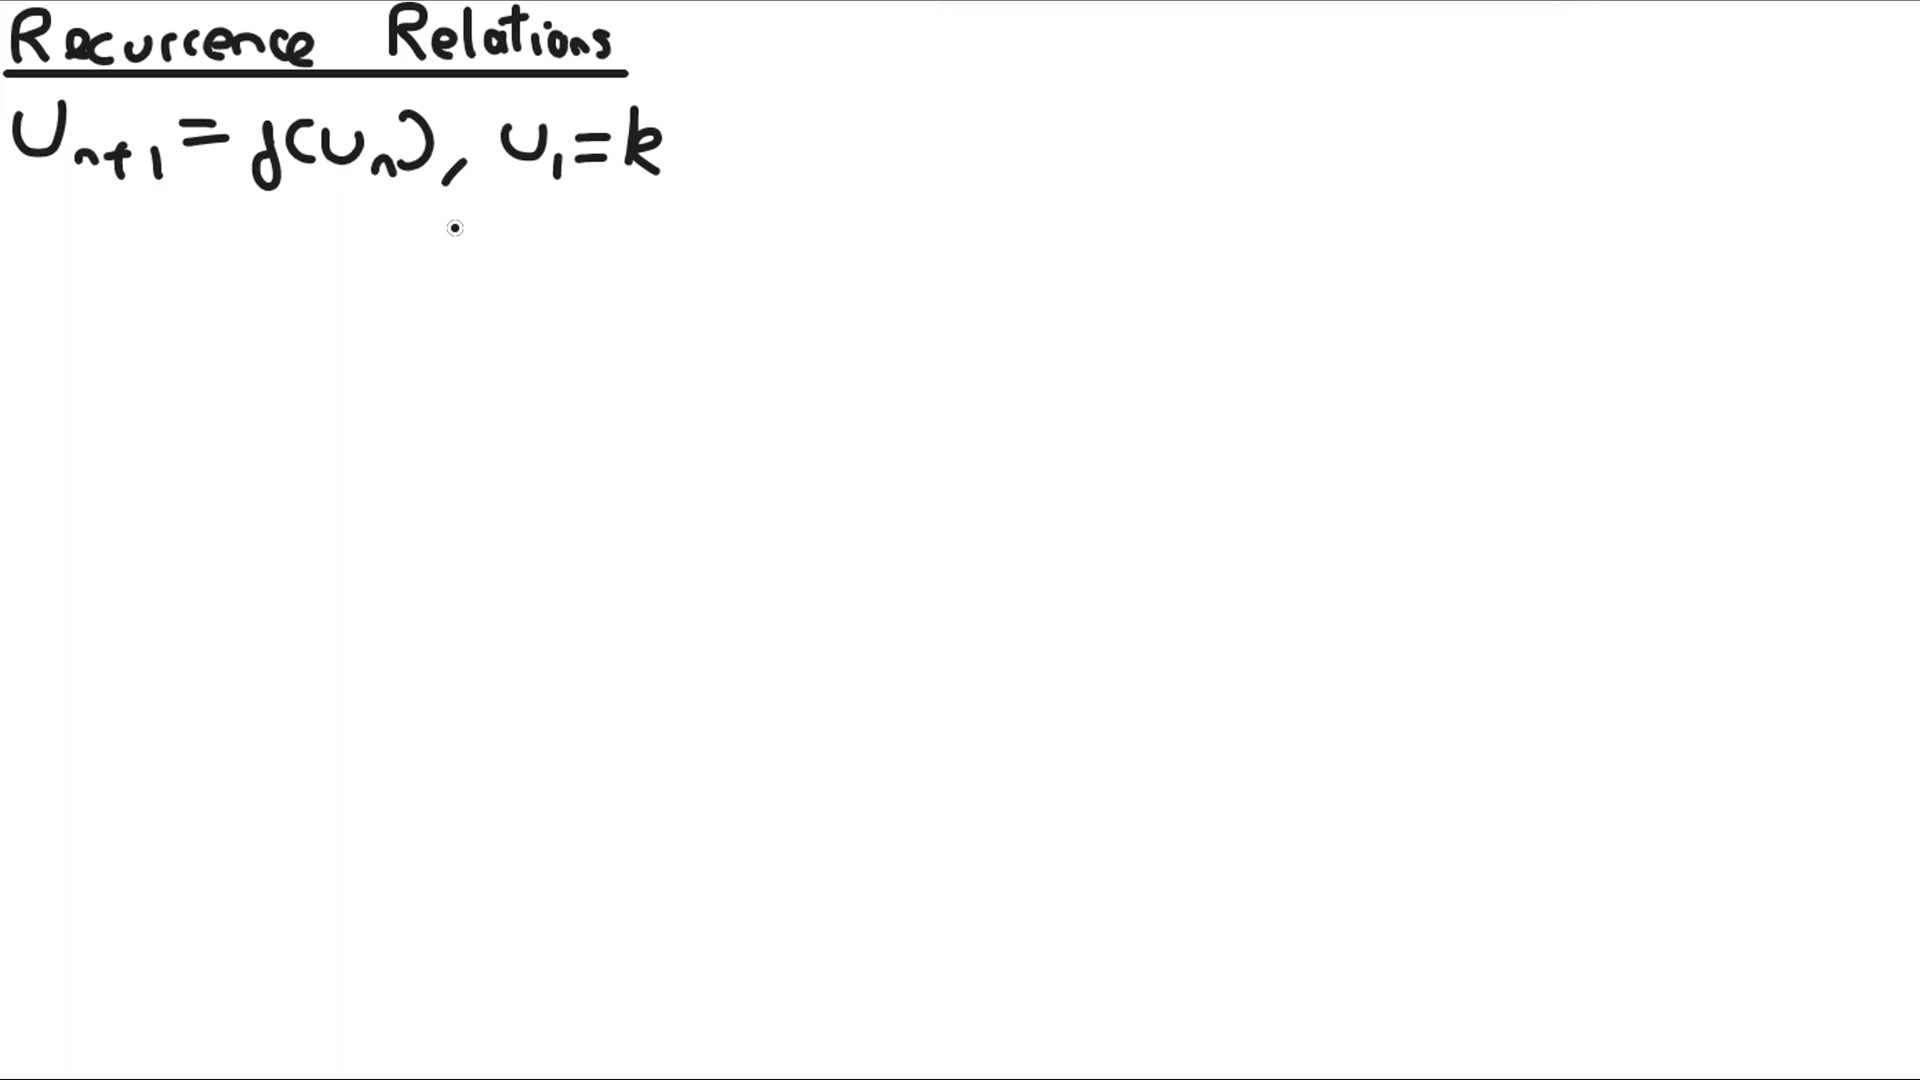 Recurrence Relations
Uₙ₊₁ = f(Uₙ), U₁ = k